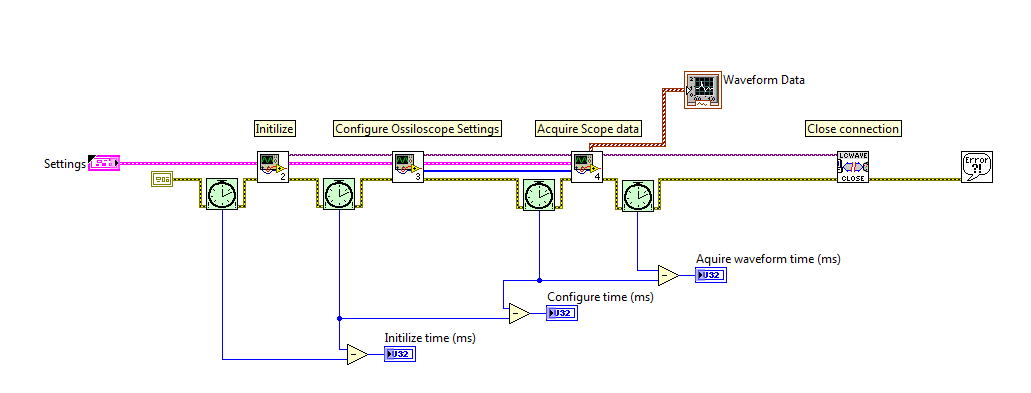 Waveform Data
Initilize
Configure Ossiloscope Settings
Acquire Scope data
Close connection
Settings
2
3
4
LCWAVE
CLOSE
Error
?!
Aquire waveform time (ms)
U32
Configure time (ms)
U32
Initilize time (ms)
U32